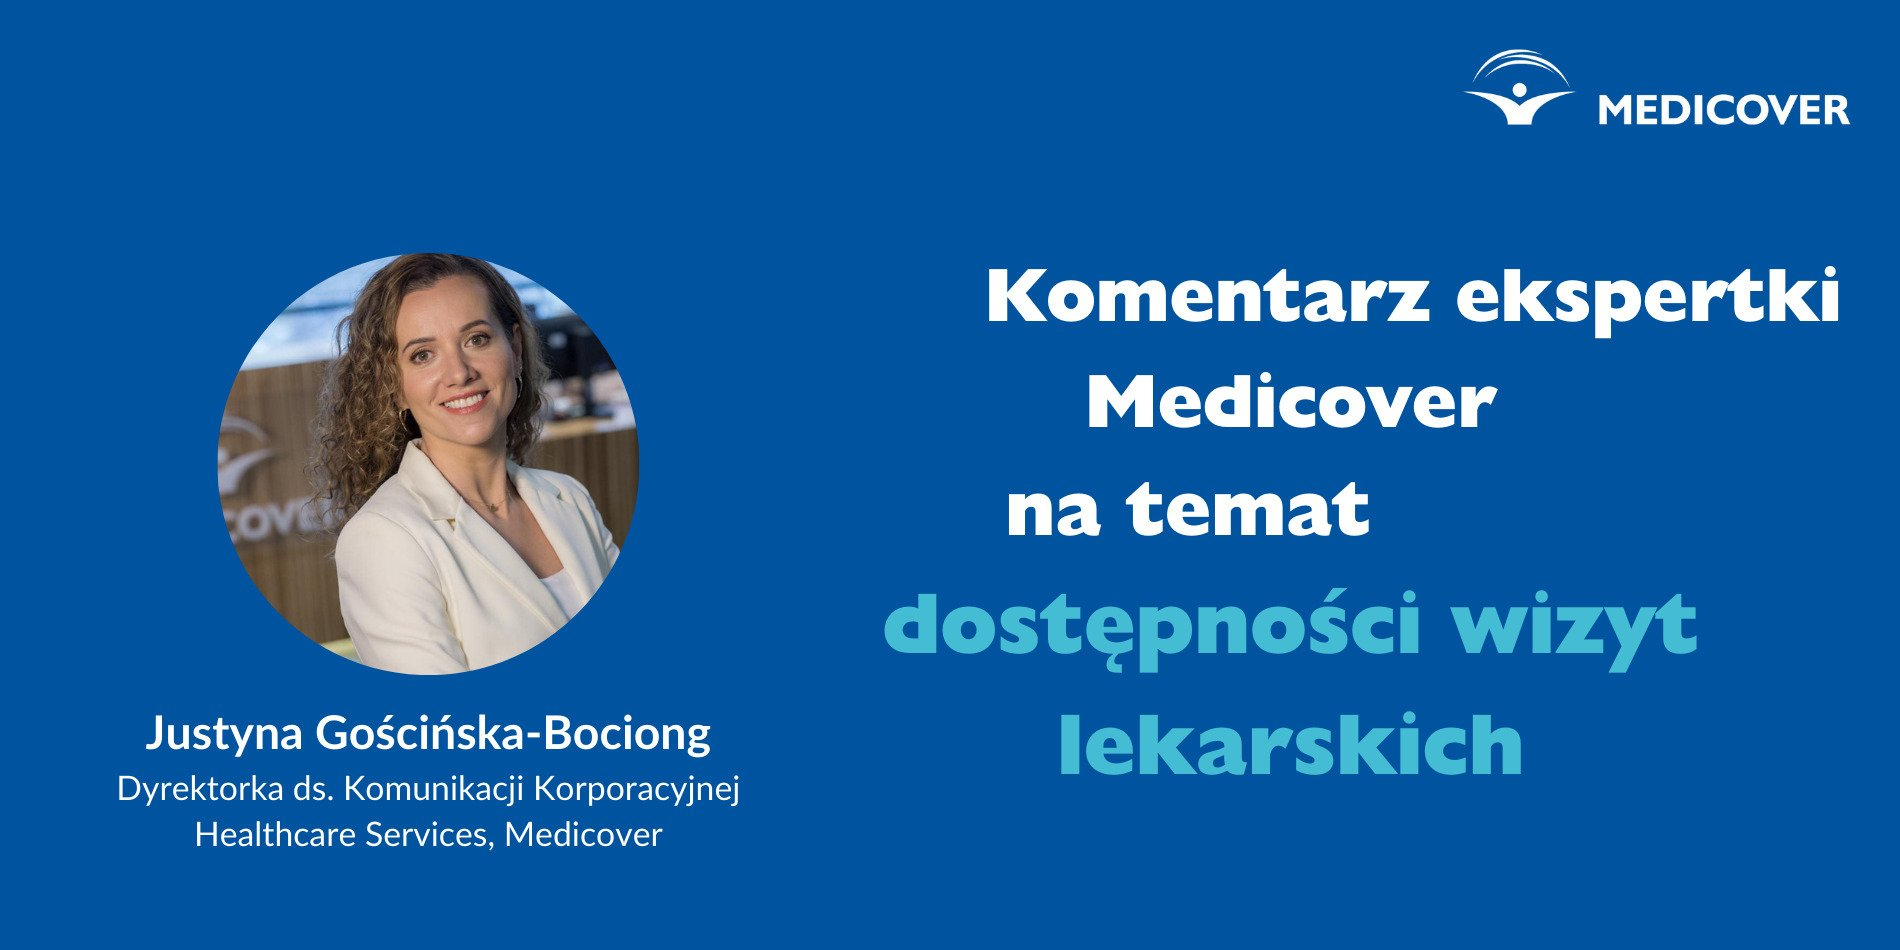 MEDICOVER
Komentarz ekspertki
Medicover
na temat
dostępności wizyt
lekarskich
Justyna Gościńska-Bociong
Dyrektorka ds. Komunikacji Korporacyjnej
Healthcare Services, Medicover